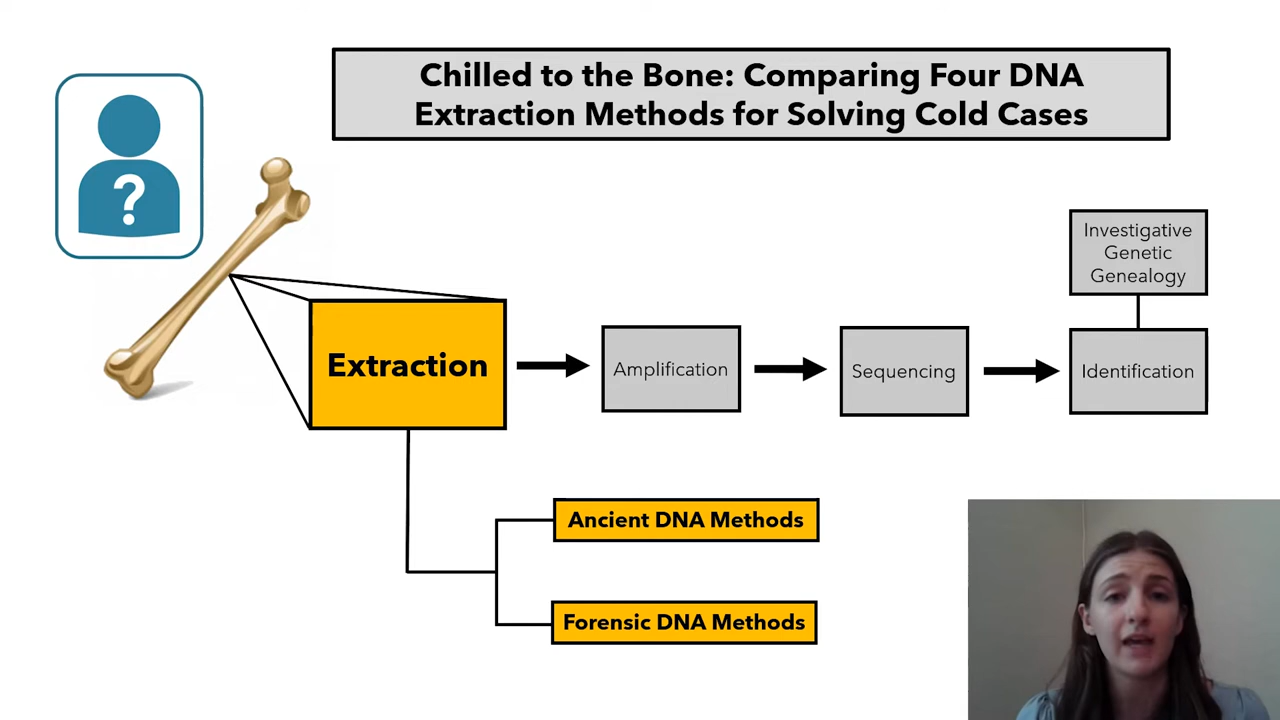 Chilled to the Bone: Comparing Four DNA
Extraction Methods for Solving Cold Cases
?
Investigative
Genetic
Genealogy
Extraction
Amplification
Sequencing
Identification
Ancient DNA Methods
Forensic DNA Methods